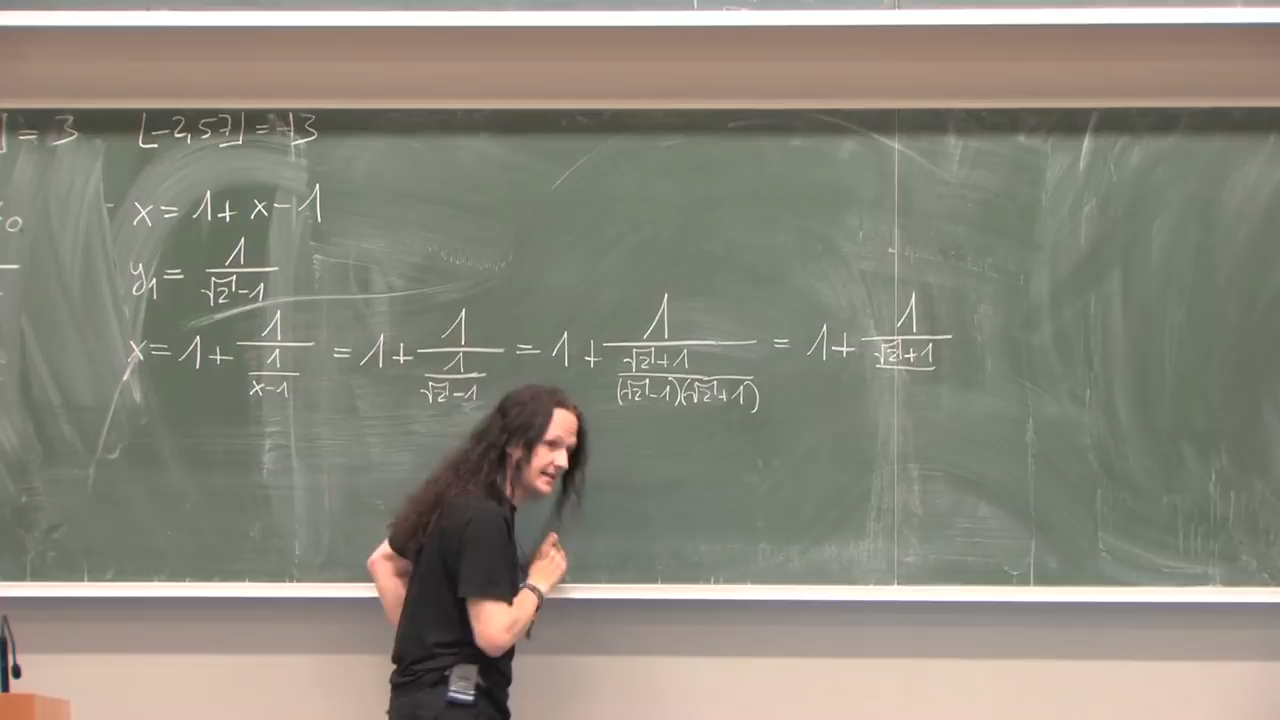 ] = 3 ⌊-2,57⌋ = -3
x = 1 + x - 1
y₁ = 1/(√2 - 1)
x = 1 + 1/(1/(x-1)) = 1 + 1/(1/(√2-1)) = 1 + 1/((√2+1)/((√2-1)(√2+1))) = 1 + 1/(√2+1)